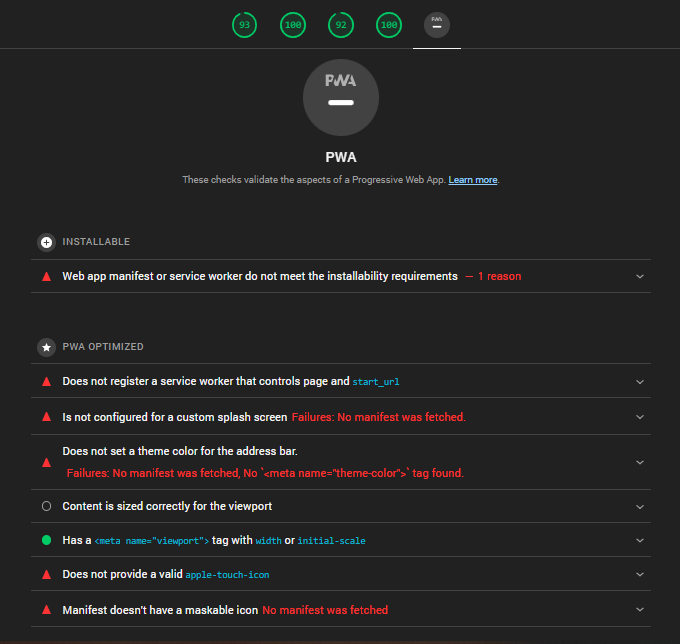 93 100 92 100 PWA
PWA
PWA
These checks validate the aspects of a Progressive Web App. Learn more.
INSTALLABLE
Web app manifest or service worker do not meet the installability requirements — 1 reason
PWA OPTIMIZED
Does not register a service worker that controls page and start_url
Is not configured for a custom splash screen Failures: No manifest was fetched.
Does not set a theme color for the address bar.
Failures: No manifest was fetched, No `<meta name="theme-color">` tag found.
Content is sized correctly for the viewport
Has a <meta name="viewport"> tag with width or initial-scale
Does not provide a valid apple-touch-icon
Manifest doesn't have a maskable icon No manifest was fetched